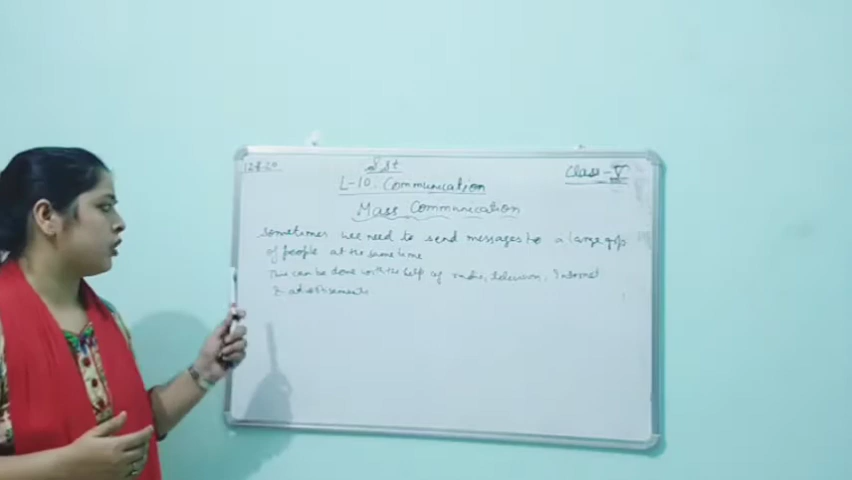 12-8-20
S.St
Class - V
L-10. Communication
Mass Communication
Sometimes we need to send messages to a large grp
of people at the same time
This can be done with the help of radio, television, Internet
& advertisements